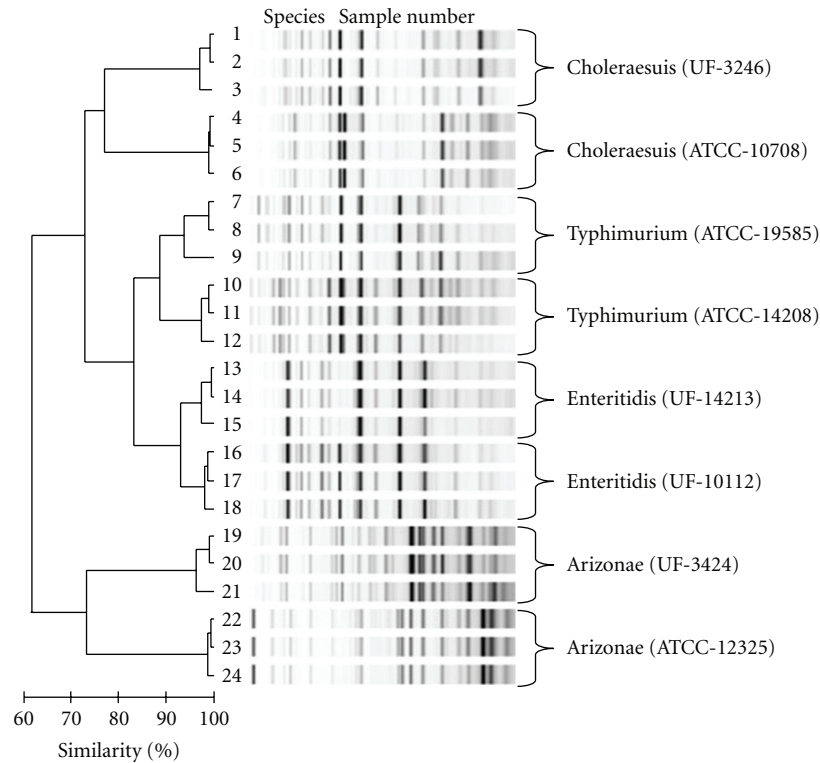 Species Sample number
1
2
3
Choleraesuis (UF-3246)
4
5
6
Choleraesuis (ATCC-10708)
7
8
9
Typhimurium (ATCC-19585)
10
11
12
Typhimurium (ATCC-14208)
13
14
15
Enteritidis (UF-14213)
16
17
18
Enteritidis (UF-10112)
19
20
21
Arizonae (UF-3424)
22
23
24
Arizonae (ATCC-12325)
60 70 80 90 100
Similarity (%)